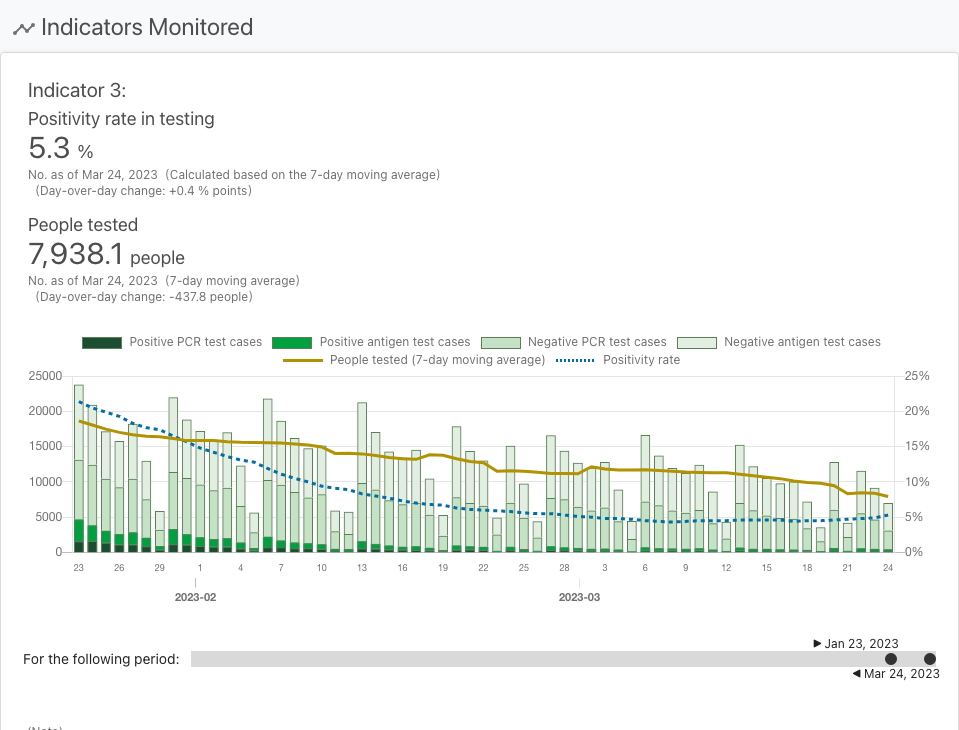 Indicators Monitored
Indicator 3:
Positivity rate in testing
5.3 %
No. as of Mar 24, 2023 (Calculated based on the 7-day moving average)
(Day-over-day change: +0.4 % points)
People tested
7,938.1 people
No. as of Mar 24, 2023 (7-day moving average)
(Day-over-day change: -437.8 people)
Positive PCR test cases Positive antigen test cases Negative PCR test cases Negative antigen test cases
People tested (7-day moving average) Positivity rate
25000 25%
20000 20%
15000 15%
10000 10%
5000 5%
0 0%
23 26 29 1 4 7 10 13 16 19 22 25 28 3 6 9 12 15 18 21 24
2023-02 2023-03
Jan 23, 2023
For the following period:
Mar 24, 2023
(Note)